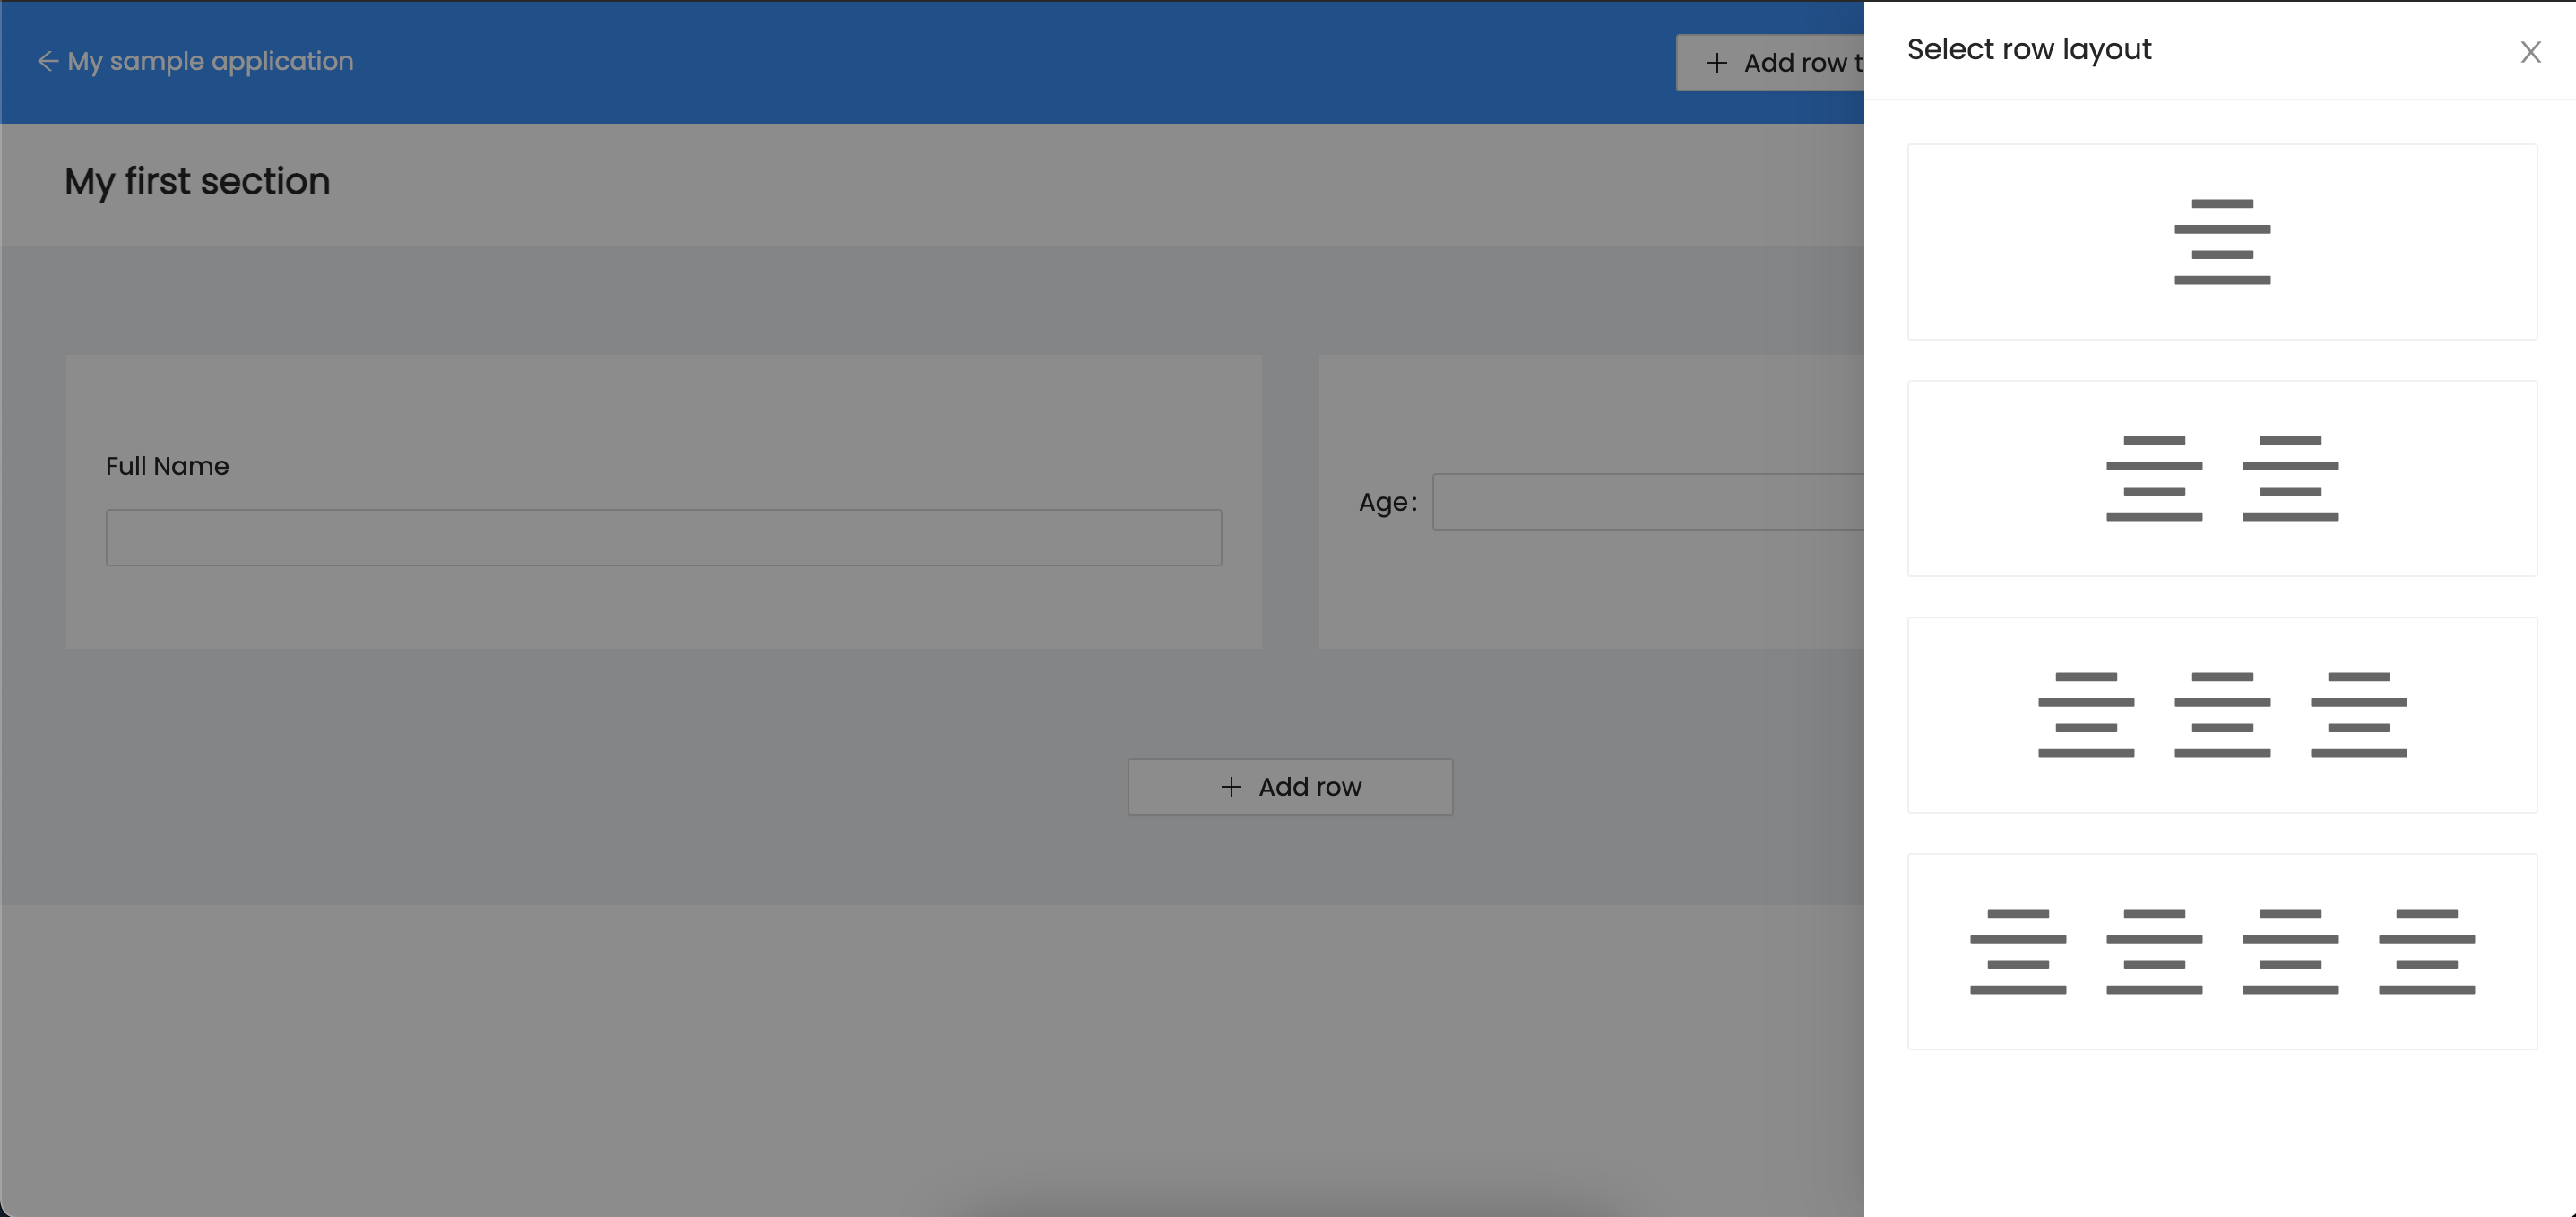 My sample application
Add row t
Select row layout
My first section
Full Name
Age:
Add row